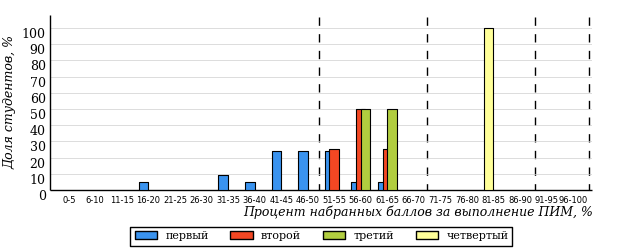 Доля студентов, %
100
90
80
70
60
50
40
30
20
10
0
0-5 6-10 11-15 16-20 21-25 26-30 31-35 36-40 41-45 46-50 51-55 56-60 61-65 66-70 71-75 76-80 81-85 86-90 91-95 96-100
Процент набранных баллов за выполнение ПИМ, %
первый второй третий четвертый